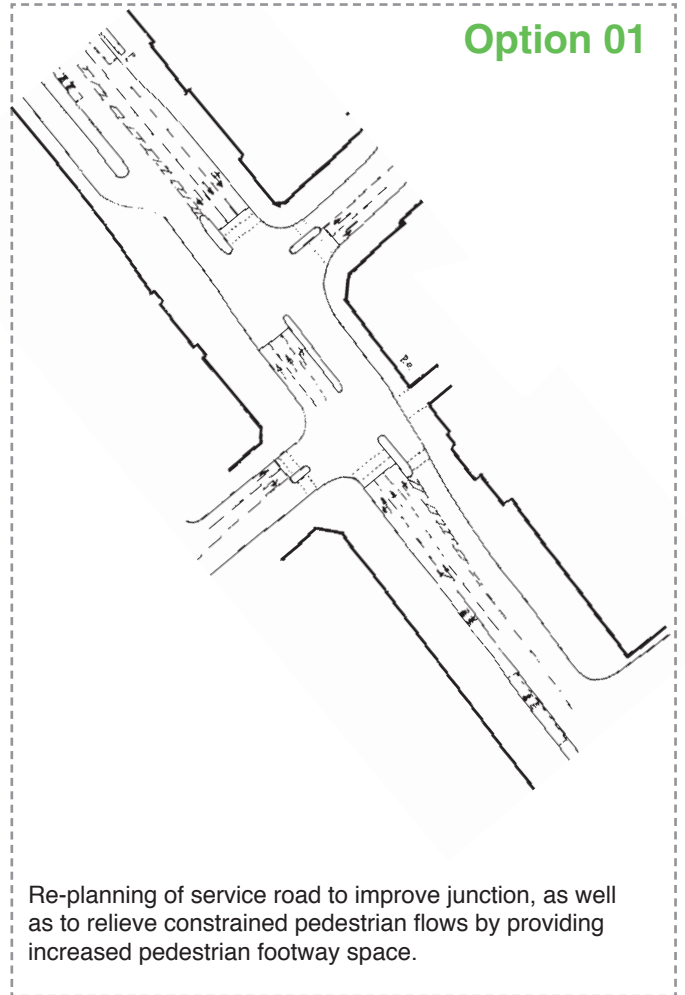 Option 01
P.O.
Re-planning of service road to improve junction, as well
as to relieve constrained pedestrian flows by providing
increased pedestrian footway space.